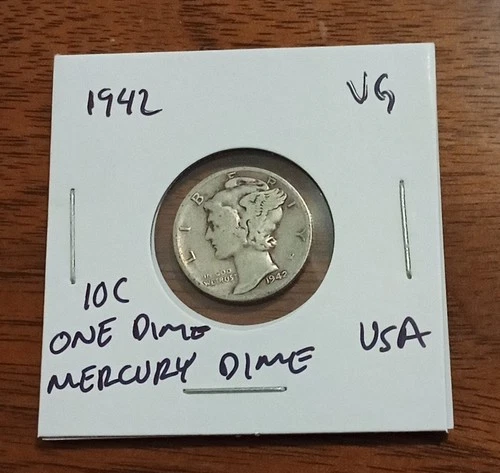 1942 VG
LIBERTY
IN GOD
WE TRUST
1942
10C
ONE DIME USA
MERCURY DIME